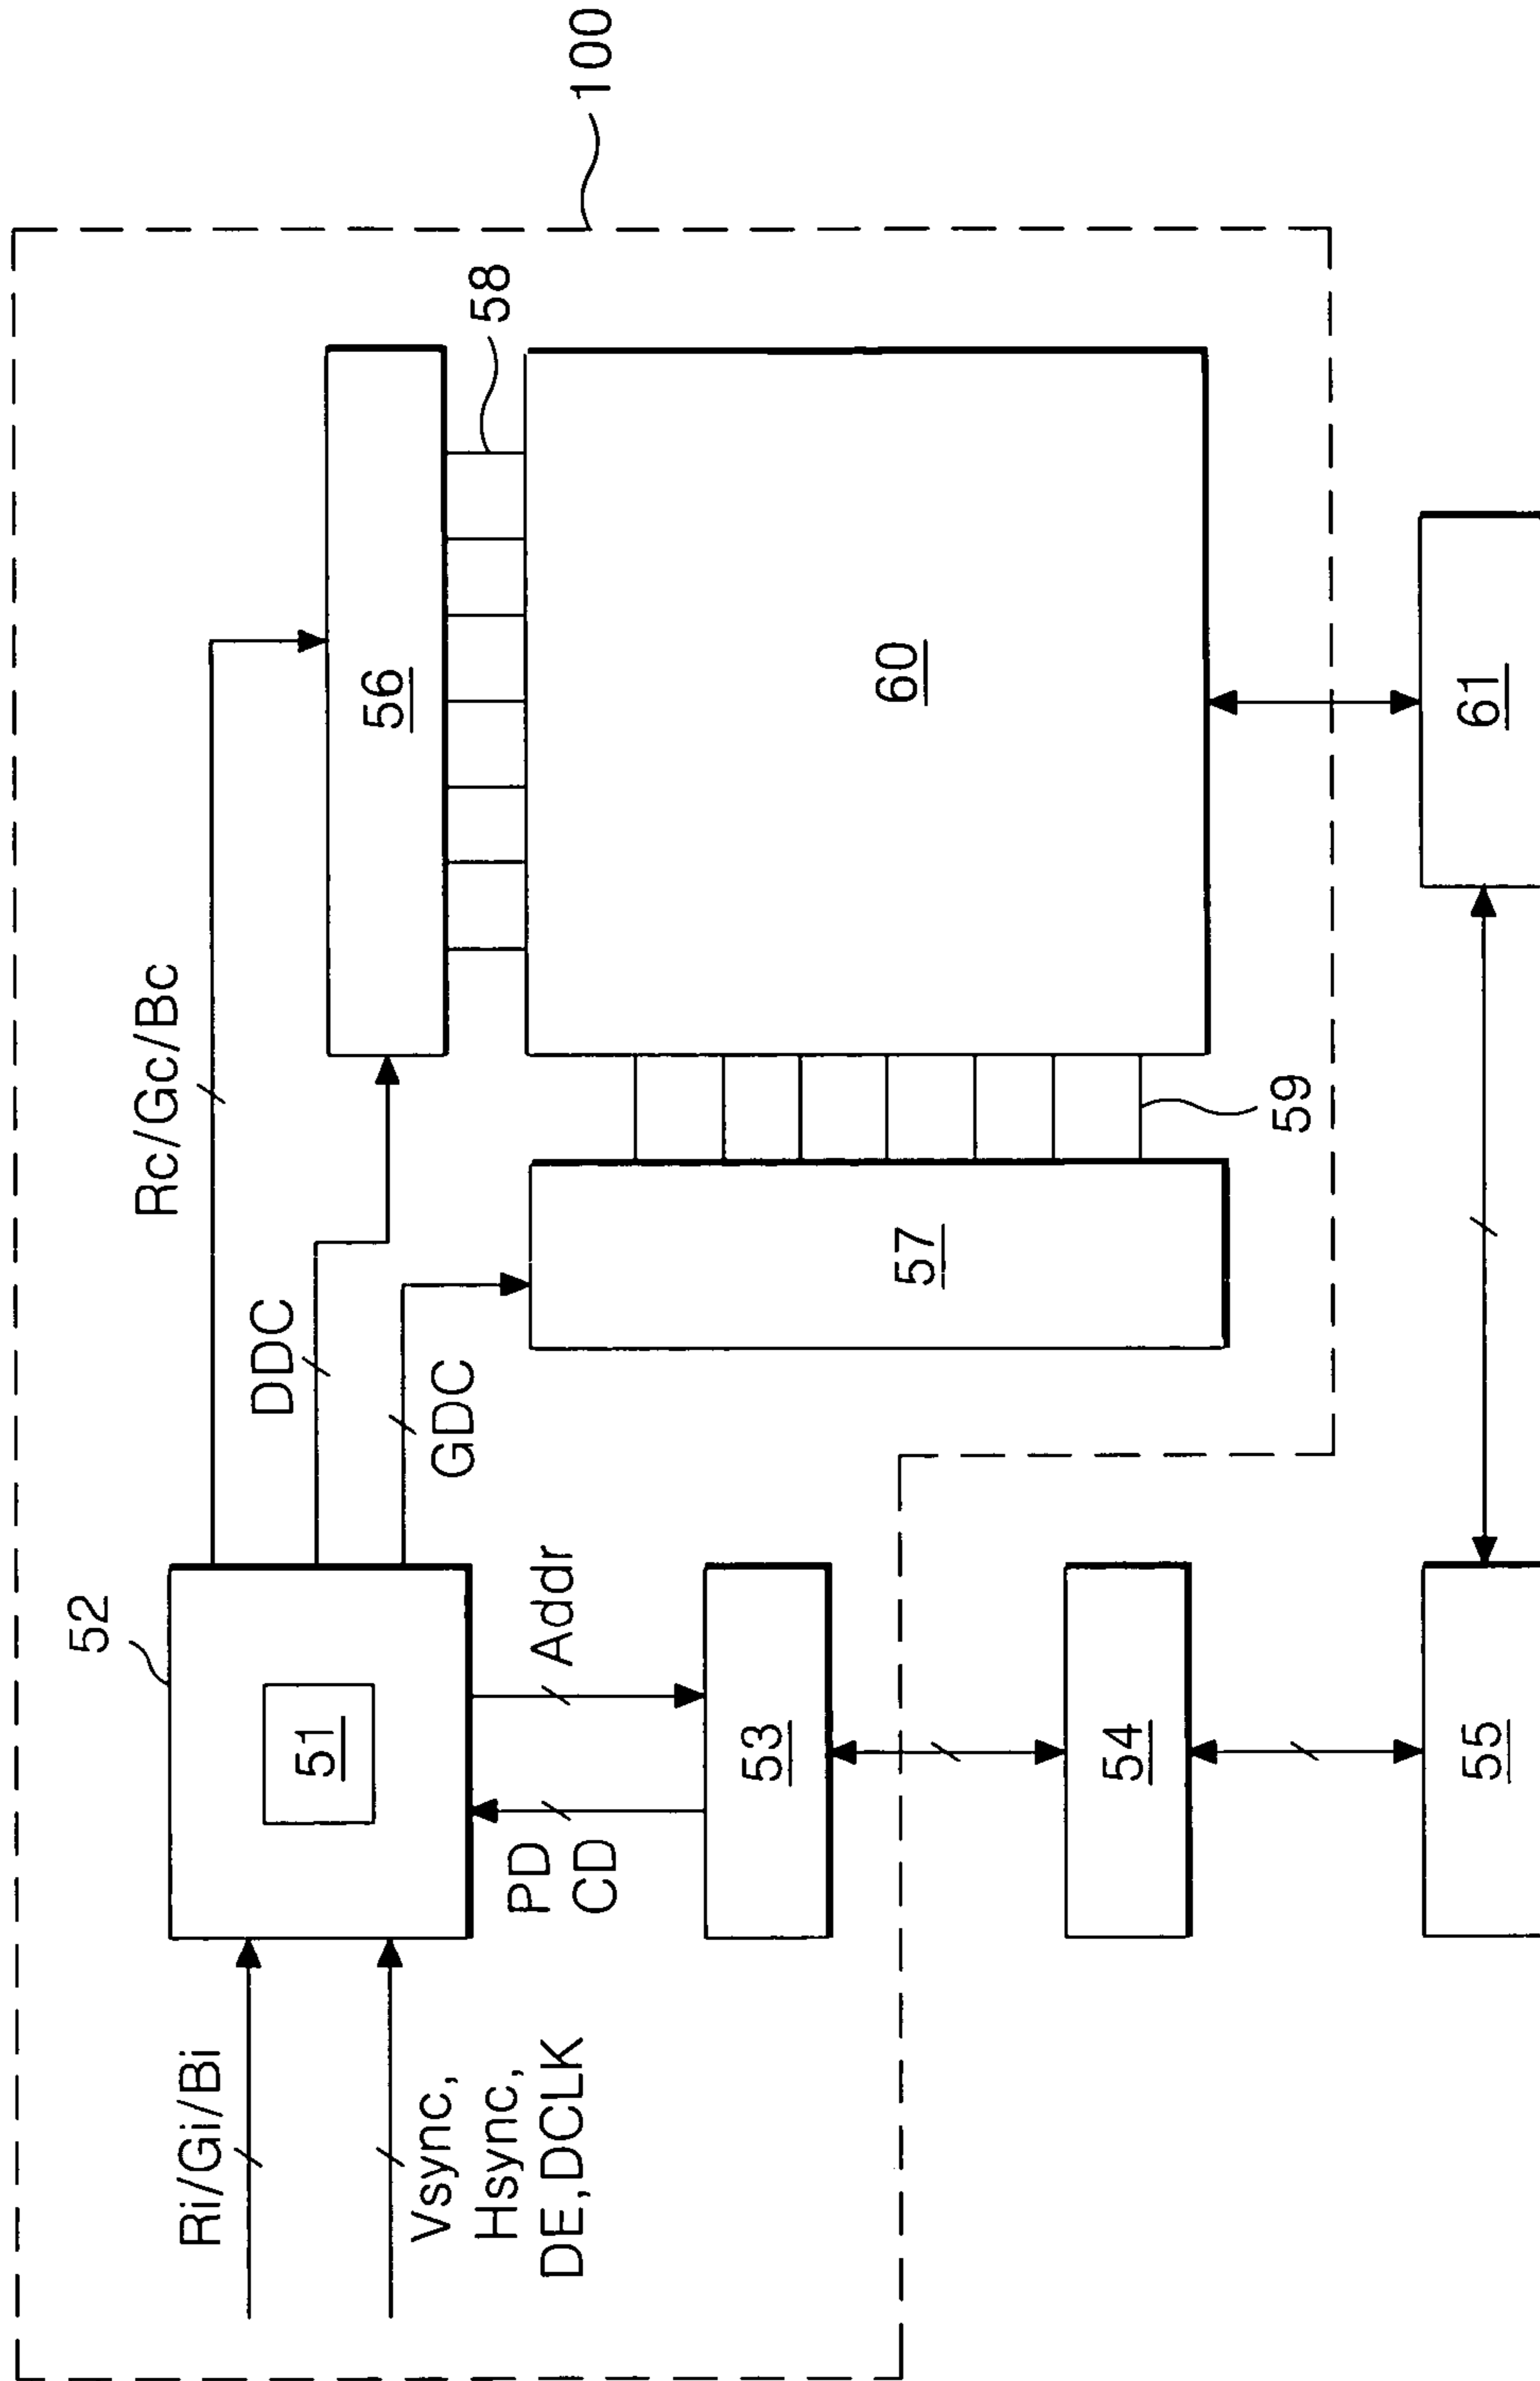 100
52
51
Ri/Gi/Bi
Vsync,
Hsync,
DE,DCLK
Rc/Gc/Bc
DDC
GDC
Addr
PD
CD
53
54
55
56
57
58
59
60
61